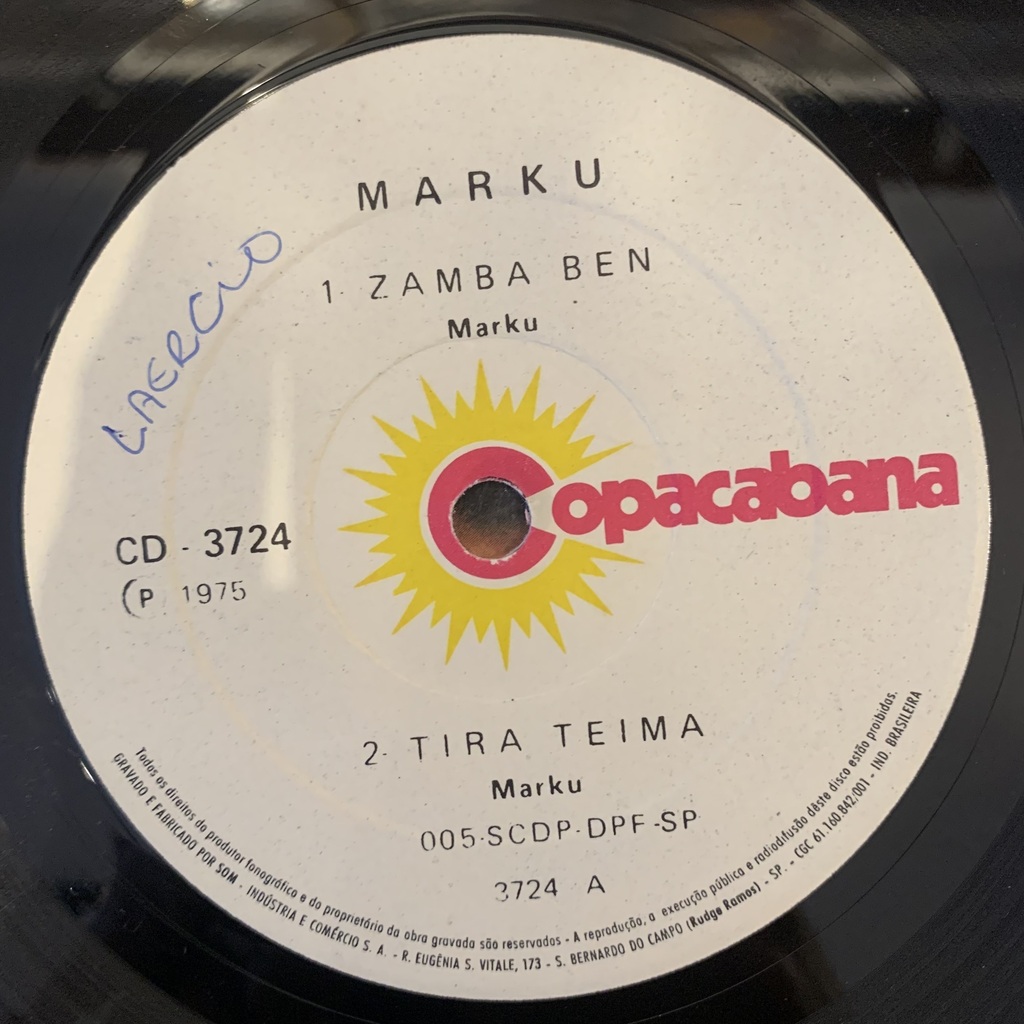 MARKU
LAERCiO
1. ZAMBA BEN
Marku
Copacabana
CD - 3724
(P 1975
2. TIRA TEIMA
Marku
005-SCDP-DPF-SP
3724 A
Todos os direitos do produtor fonográfico e do proprietário da obra gravada são reservados - A reprodução, a execução pública e radiodifusão dêste disco estão proibidas.
GRAVADO E FABRICADO POR SOM - INDÚSTRIA E COMÉRCIO S. A. - R. EUGÊNIA S. VITALE, 173 - S. BERNARDO DO CAMPO (Rudge Ramos) - SP. - CGC 61.160.842.001 - IND. BRASILEIRA